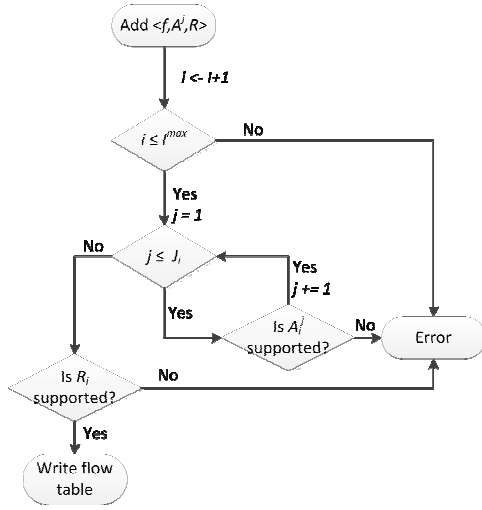 Add <f,A^j,R>
i <- i+1
i ≤ I^max
No
Yes
j = 1
No
j ≤ J_i
Yes
j += 1
Yes
Is A_i^j
supported?
No
Error
Is R_i
supported?
No
Yes
Write flow
table